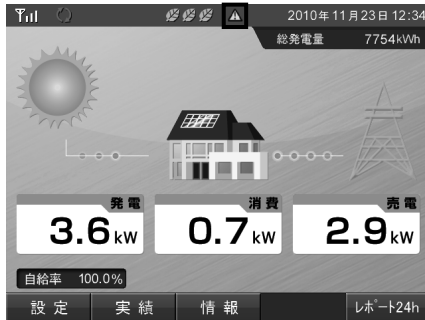 2010年11月23日 12:34
総発電量 7754kWh
発電 消費 売電
3.6kW 0.7kW 2.9kW
自給率 100.0%
設定 実績 情報 レポート24h